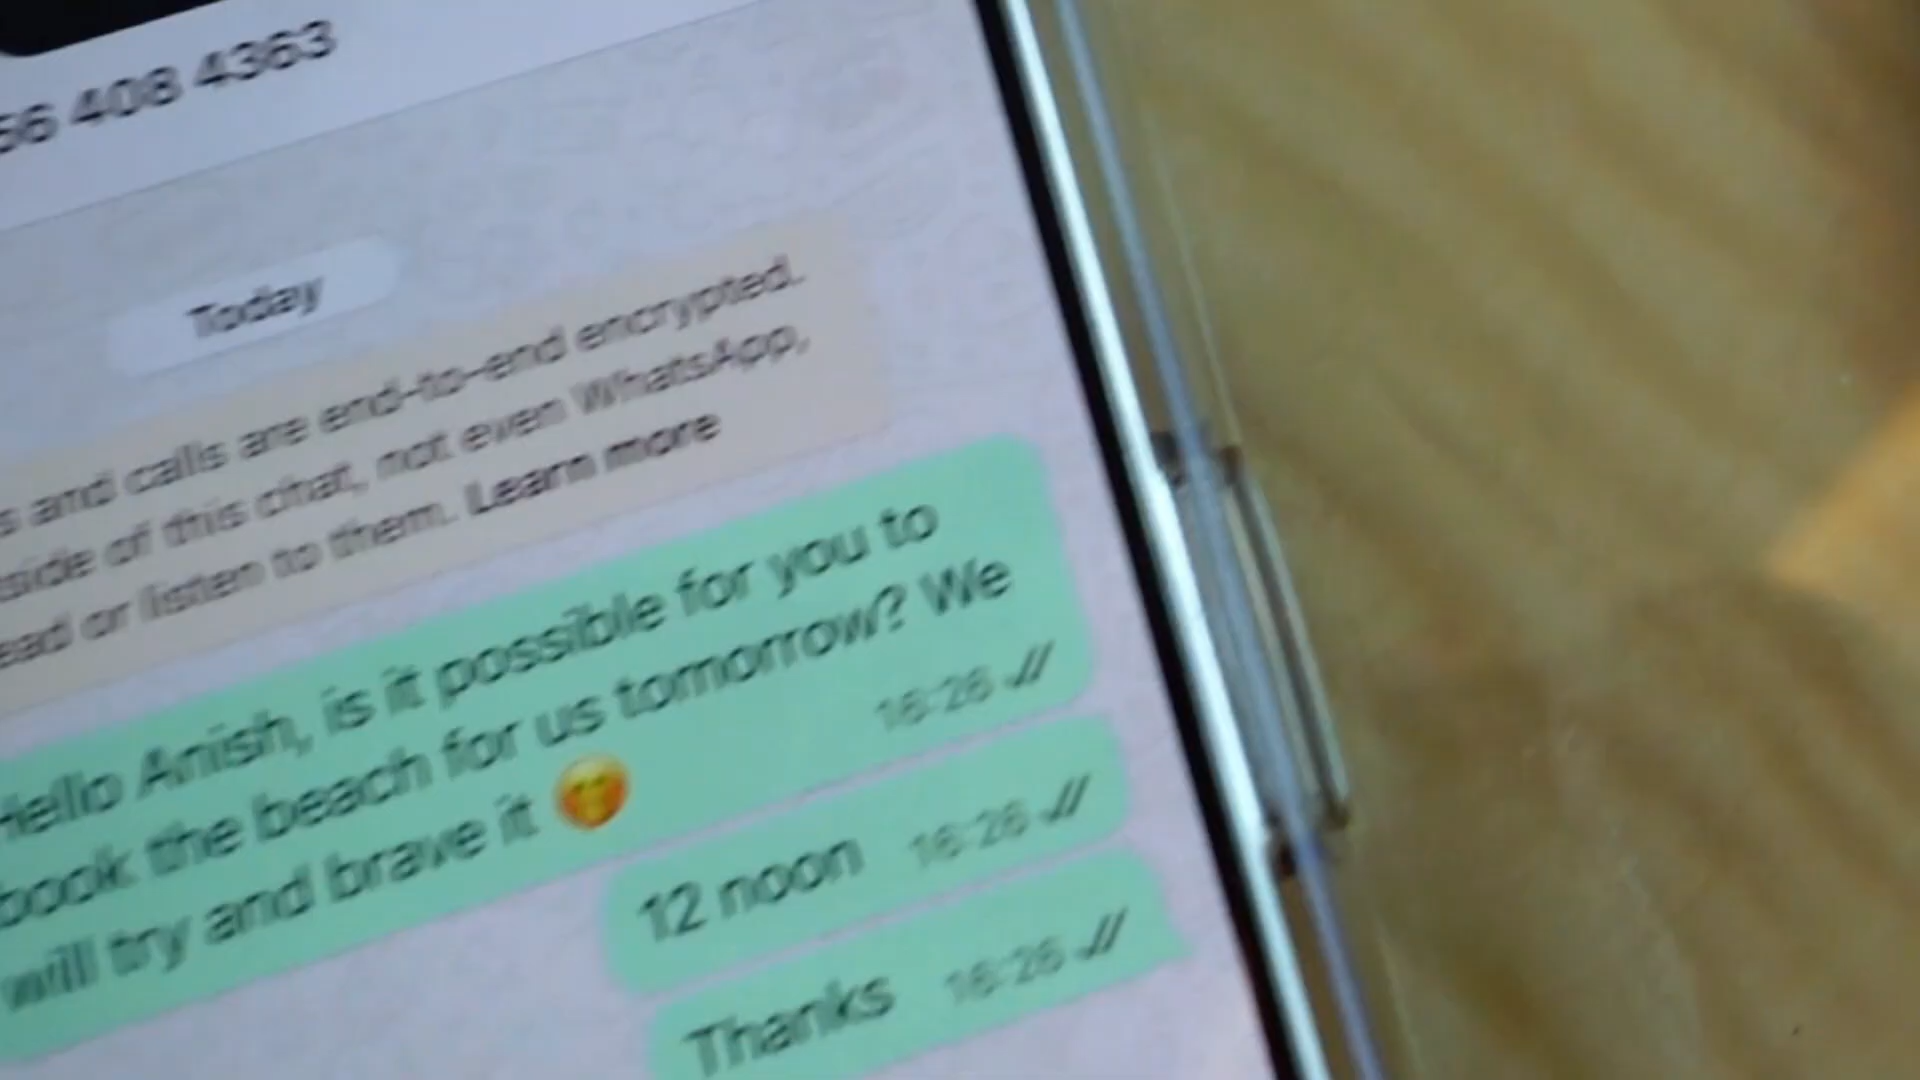 56 408 4363
Today
s and calls are end-to-end encrypted.
side of this chat, not even WhatsApp,
ead or listen to them. Learn more
Hello Anish, is it possible for you to
book the beach for us tomorrow? We
will try and brave it 🤭
16:26
12 noon 16:26
Thanks 16:26